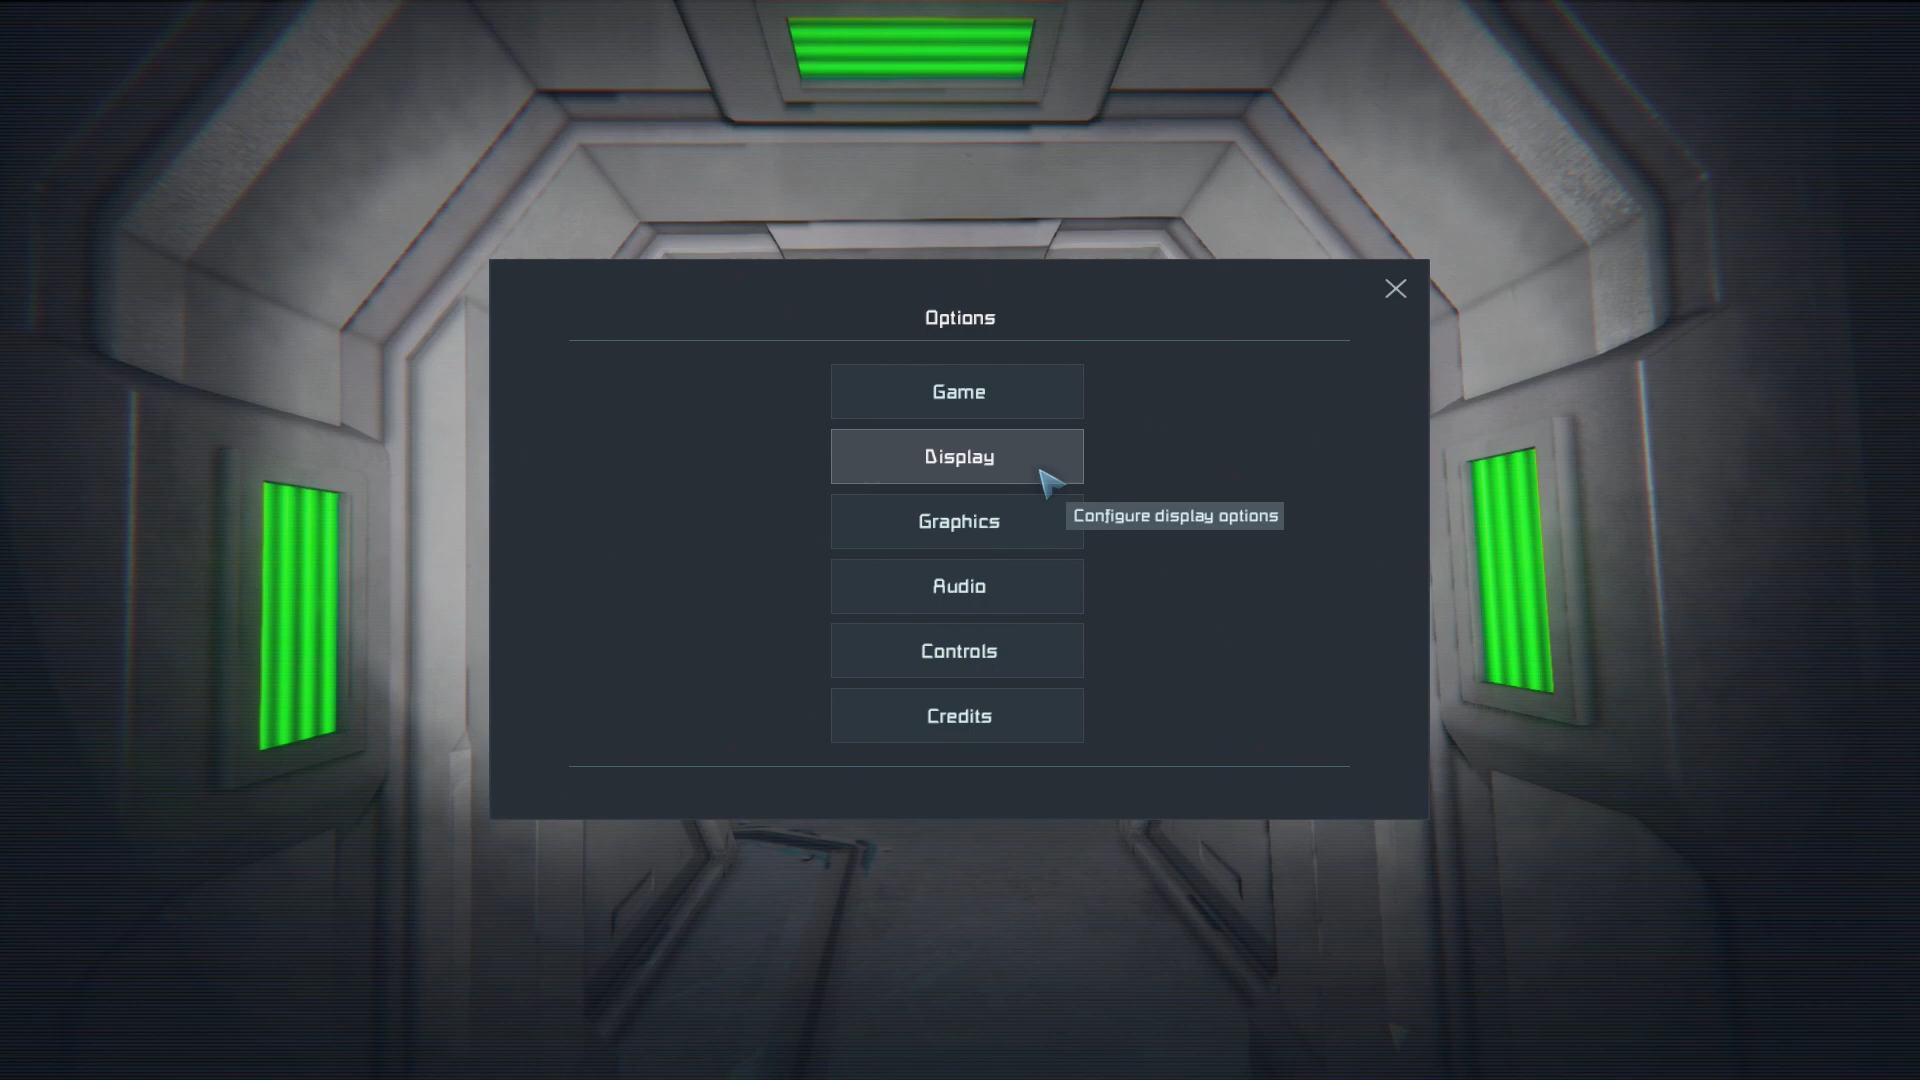 Options
Game
Display
Configure display options
Graphics
Audio
Controls
Credits